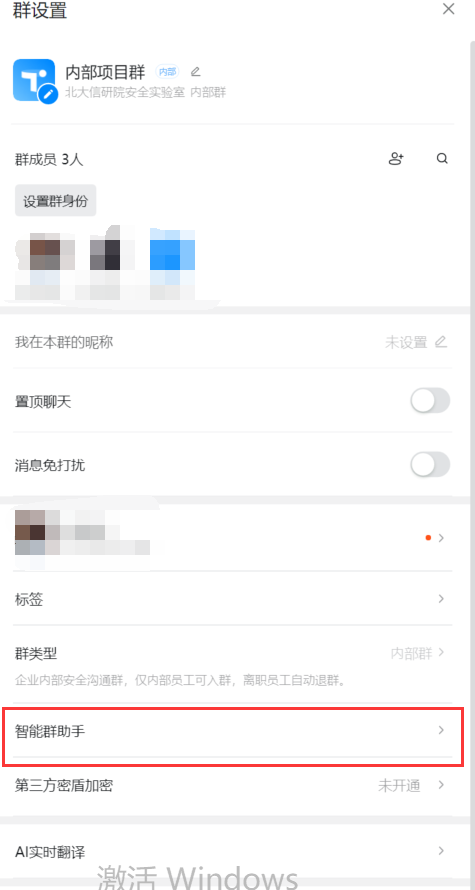 群设置
内部项目群 内部
北大信研院安全实验室 内部群
群成员 3人
设置群身份
我在本群的昵称 未设置
置顶聊天
消息免打扰
标签
群类型 内部群
企业内部安全沟通群，仅内部员工可入群，离职员工自动退群。
智能群助手
第三方密盾加密 未开通
AI实时翻译
激活 Windows